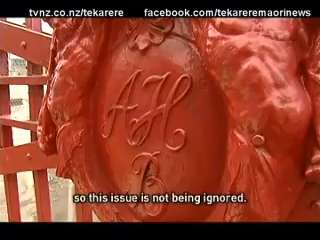 tvnz.co.nz/tekarere facebook.com/tekareremaorinews
AH
B
so this issue is not being ignored.